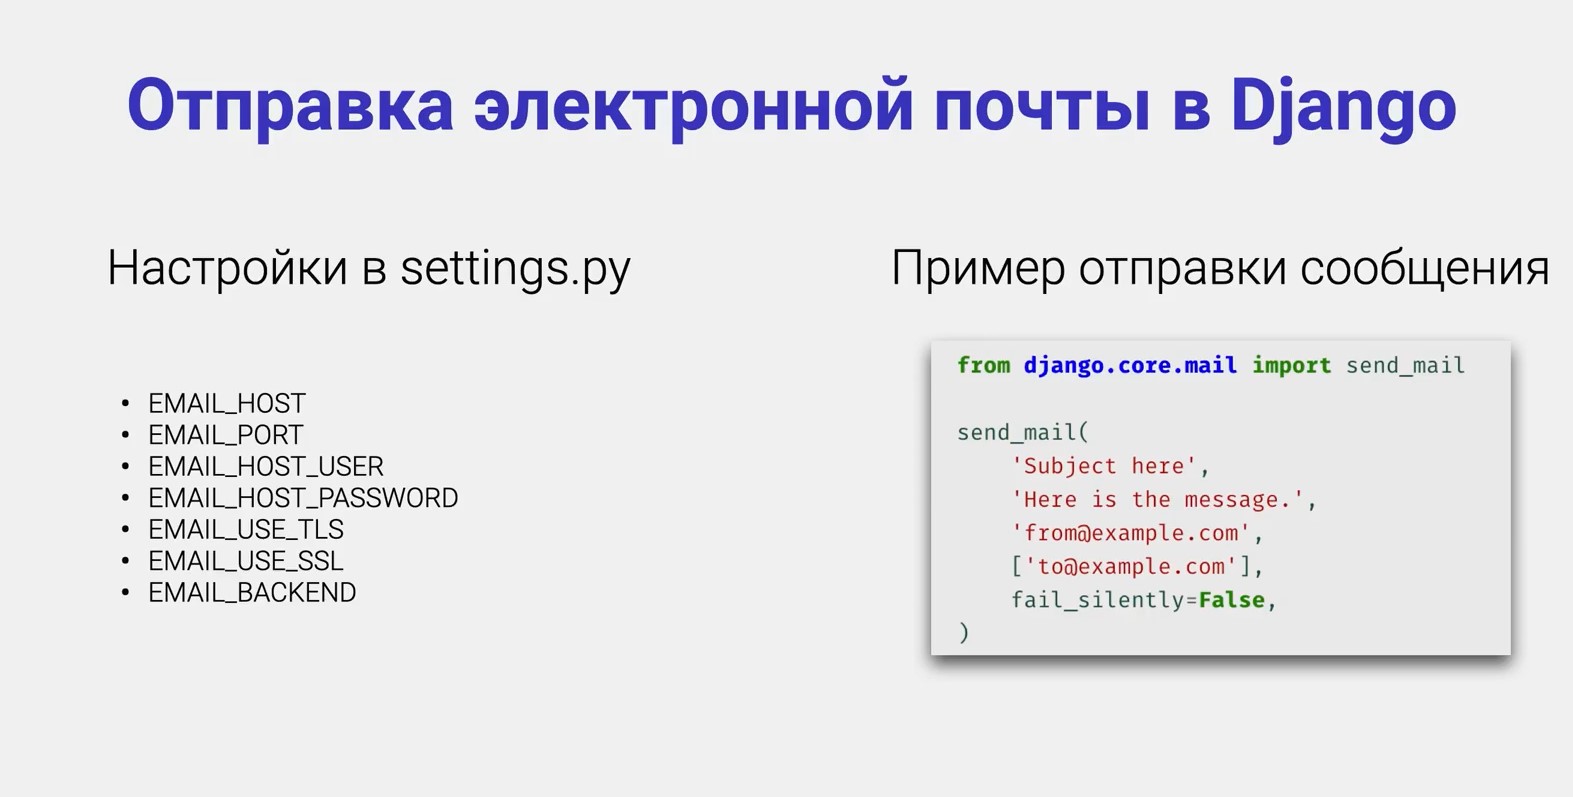 Отправка электронной почты в Django
Настройки в settings.py
• EMAIL_HOST
• EMAIL_PORT
• EMAIL_HOST_USER
• EMAIL_HOST_PASSWORD
• EMAIL_USE_TLS
• EMAIL_USE_SSL
• EMAIL_BACKEND
Пример отправки сообщения
from django.core.mail import send_mail
send_mail(
'Subject here',
'Here is the message.',
'from@example.com',
['to@example.com'],
fail_silently=False,
)